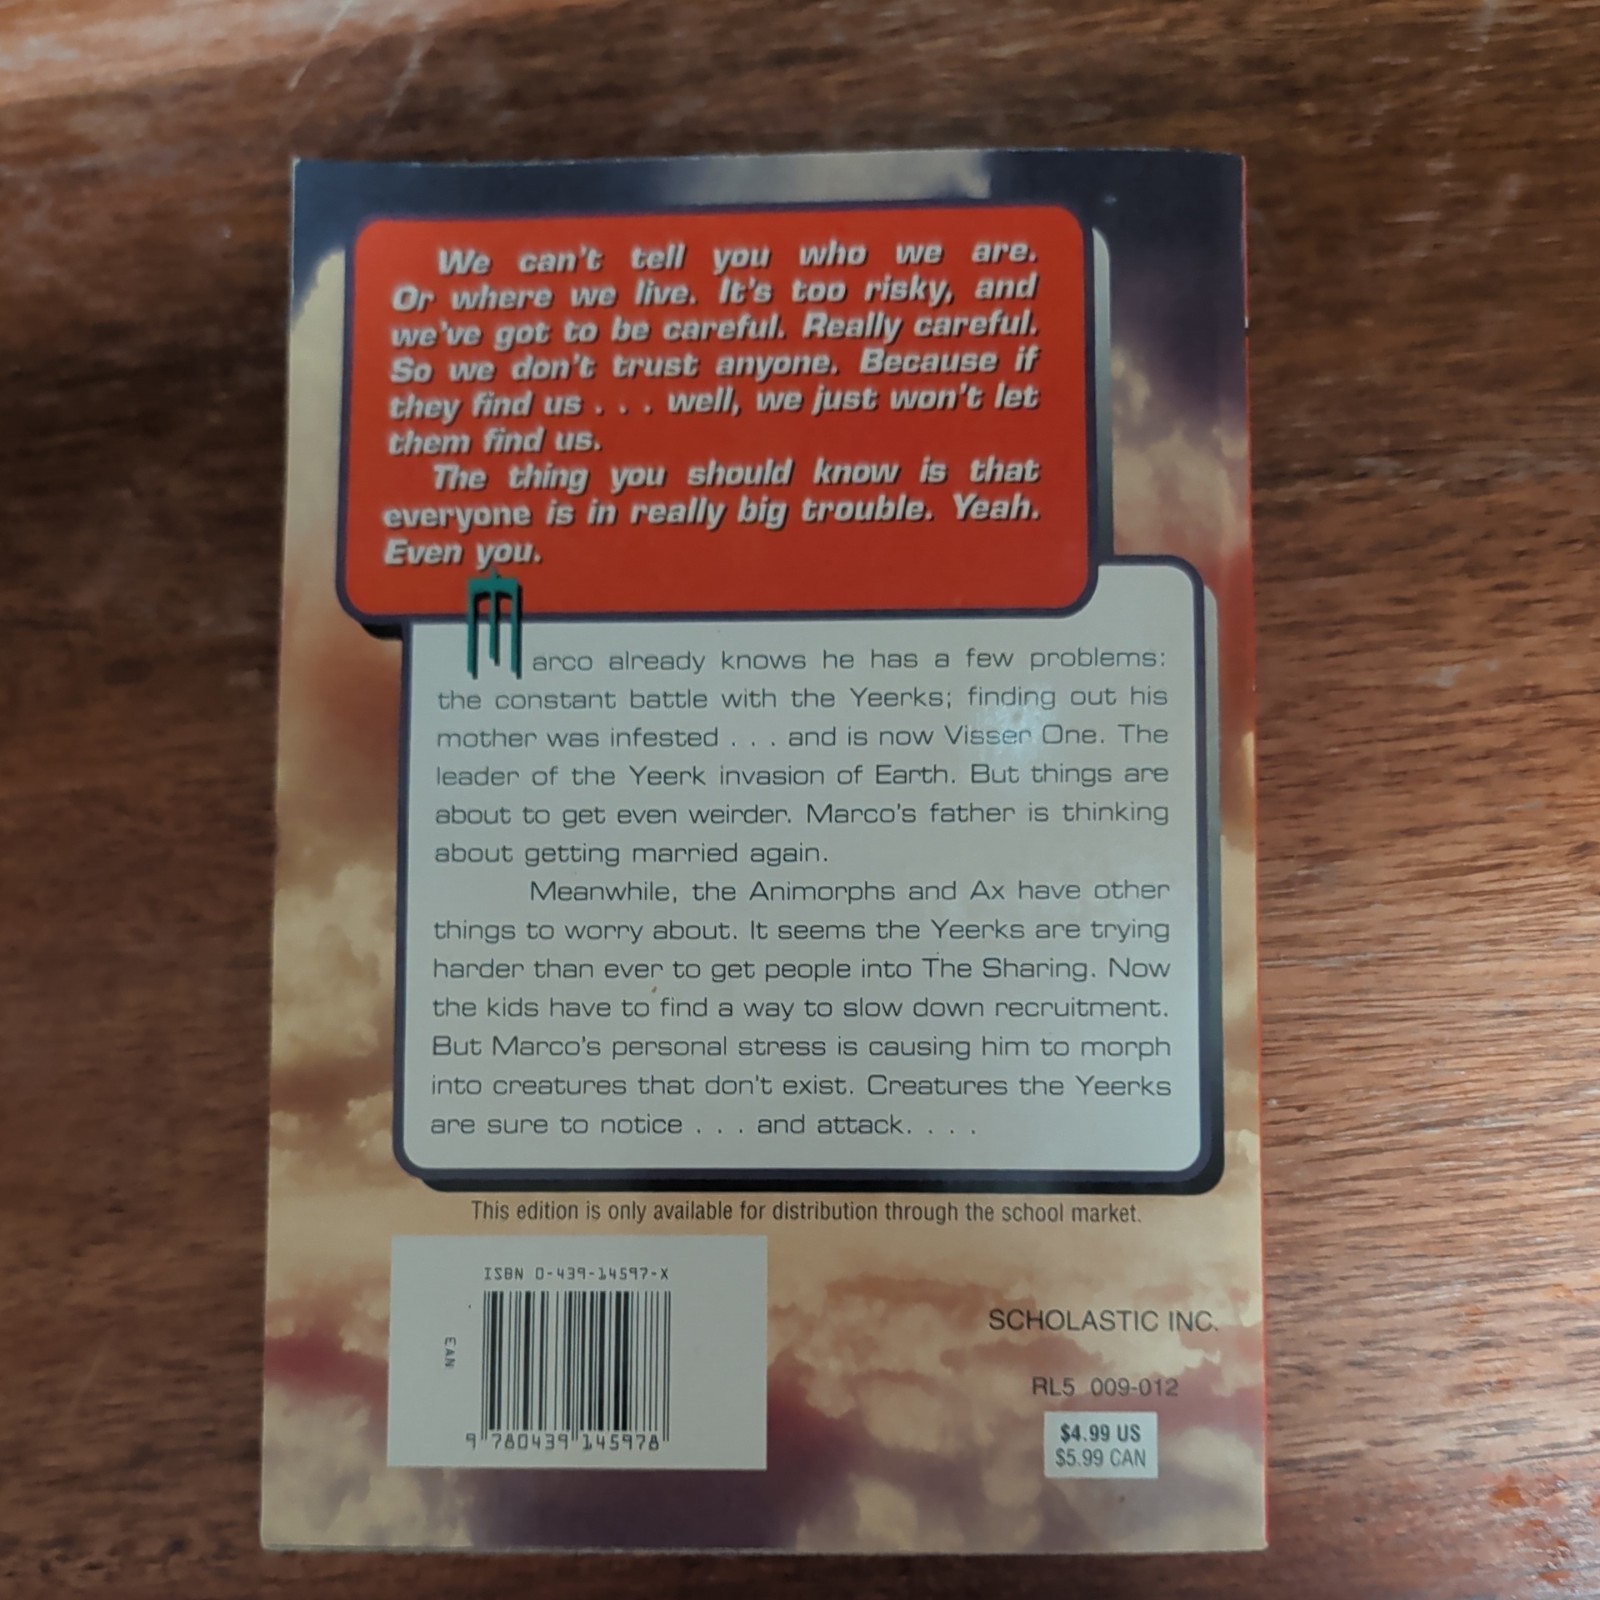 We can't tell you who we are.
Or where we live. It's too risky, and
we've got to be careful. Really careful.
So we don't trust anyone. Because if
they find us . . . well, we just won't let
them find us.
The thing you should know is that
everyone is in really big trouble. Yeah.
Even you.
Marco already knows he has a few problems:
the constant battle with the Yeerks; finding out his
mother was infested . . . and is now Visser One. The
leader of the Yeerk invasion of Earth. But things are
about to get even weirder. Marco's father is thinking
about getting married again.
Meanwhile, the Animorphs and Ax have other
things to worry about. It seems the Yeerks are trying
harder than ever to get people into The Sharing. Now
the kids have to find a way to slow down recruitment.
But Marco's personal stress is causing him to morph
into creatures that don't exist. Creatures the Yeerks
are sure to notice . . . and attack. . . .
This edition is only available for distribution through the school market.
ISBN 0-439-14597-X
EAN
9 780439 145978
SCHOLASTIC INC.
RL5 009-012
$4.99 US
$5.99 CAN